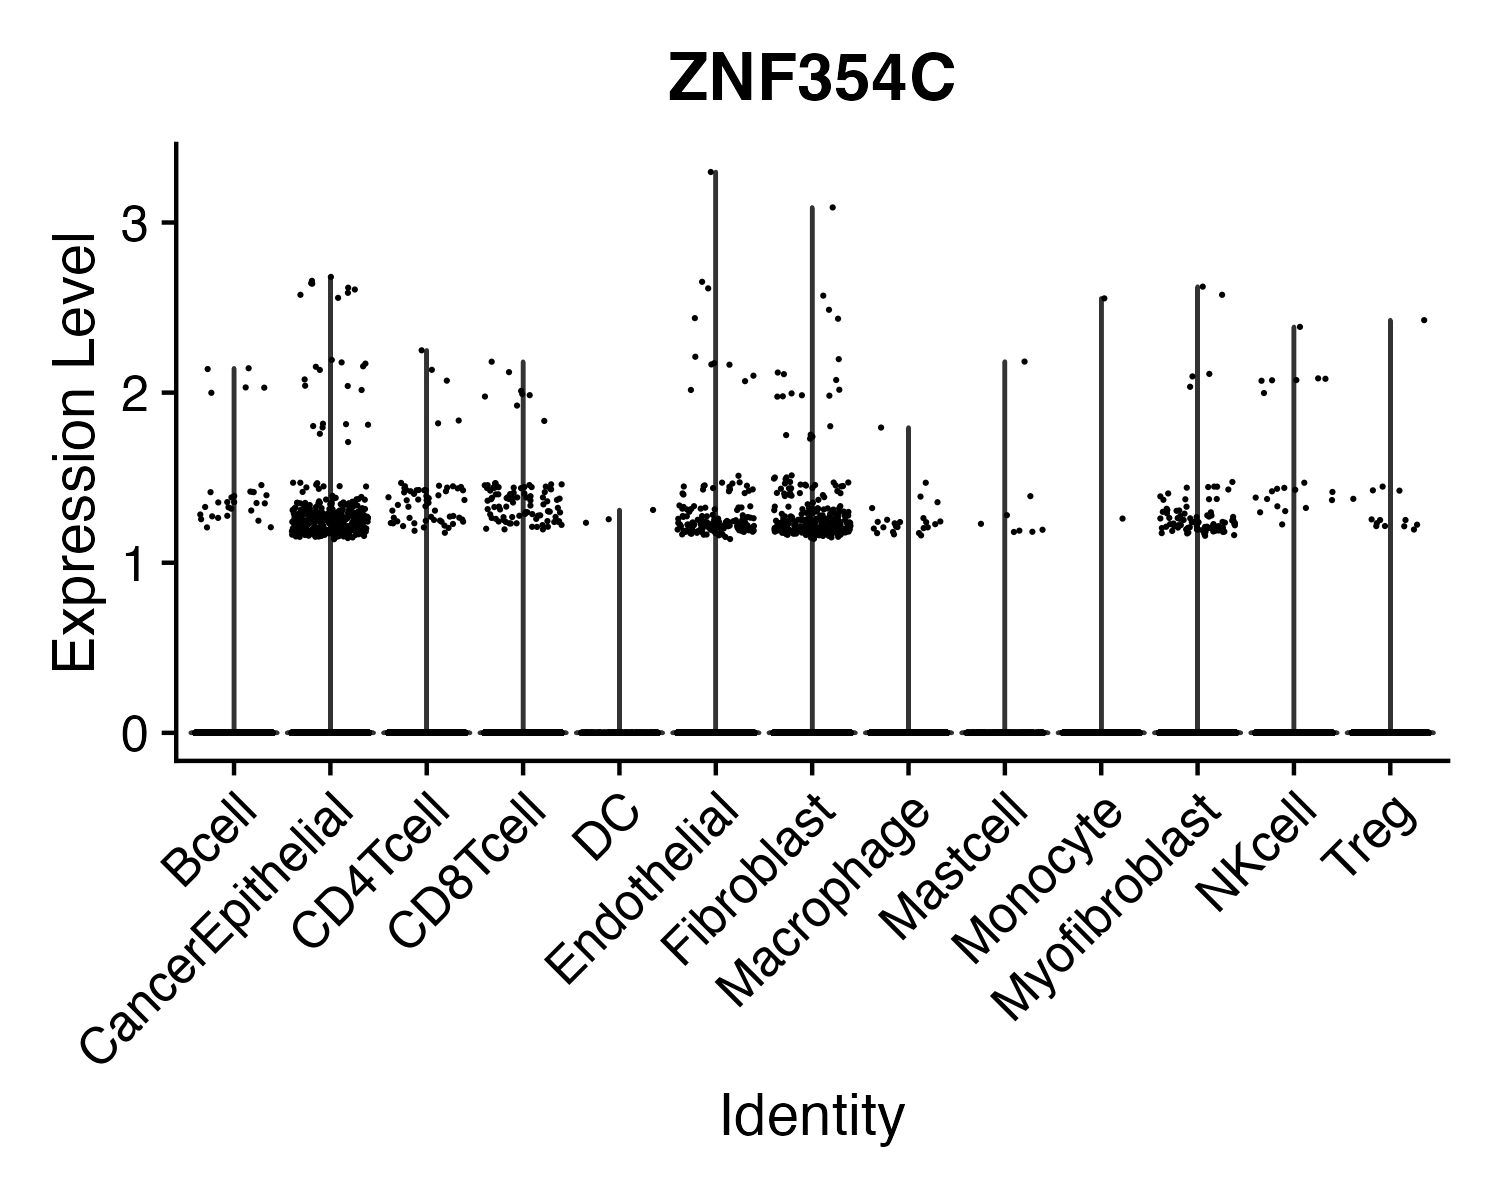 ZNF354C
Expression Level
3
2
1
0
Bcell
CancerEpithelial
CD4Tcell
CD8Tcell
DC
Endothelial
Fibroblast
Macrophage
Mastcell
Monocyte
Myofibroblast
NKcell
Treg
Identity